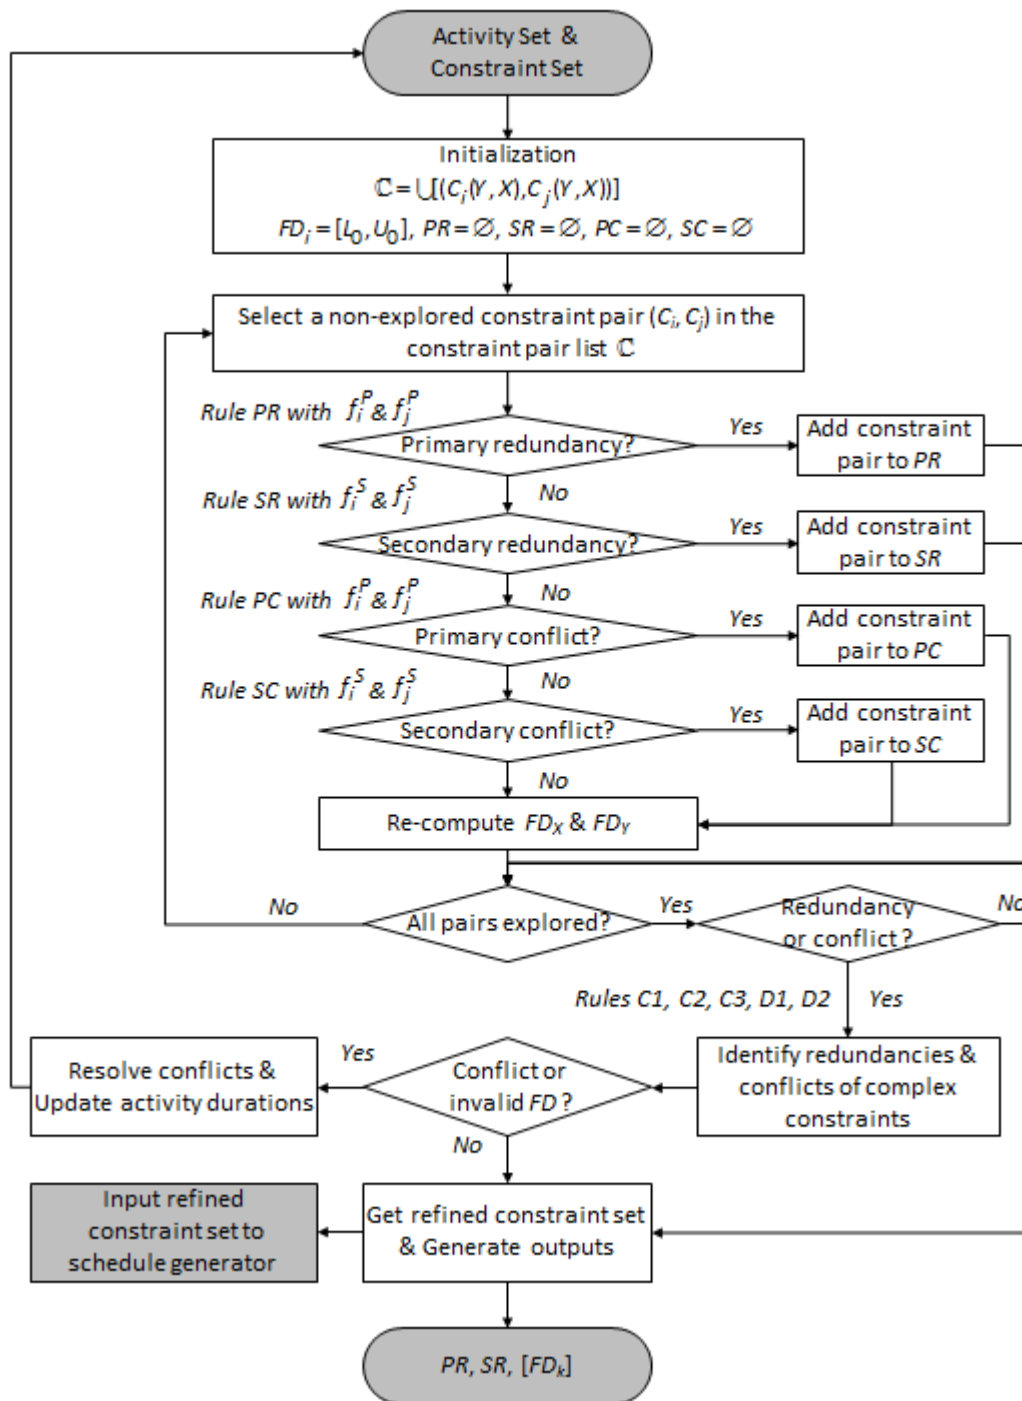 Activity Set &
Constraint Set
Initialization
ℂ = ∪[(C_i(Y, X), C_j(Y, X))]
FD_i = [L_0, U_0], PR = ∅, SR = ∅, PC = ∅, SC = ∅
Select a non-explored constraint pair (C_i, C_j) in the
constraint pair list ℂ
Rule PR with f_i^P & f_j^P
Primary redundancy?
Yes
Add constraint
pair to PR
No
Rule SR with f_i^S & f_j^S
Secondary redundancy?
Yes
Add constraint
pair to SR
No
Rule PC with f_i^P & f_j^P
Primary conflict?
Yes
Add constraint
pair to PC
No
Rule SC with f_i^S & f_j^S
Secondary conflict?
Yes
Add constraint
pair to SC
No
Re-compute FD_X & FD_Y
No
All pairs explored?
Yes
Redundancy
or conflict?
No
Rules C1, C2, C3, D1, D2
Yes
Resolve conflicts &
Update activity durations
Yes
Conflict or
invalid FD?
Identify redundancies &
conflicts of complex
constraints
No
Input refined
constraint set to
schedule generator
Get refined constraint set
& Generate outputs
PR, SR, [FD_k]